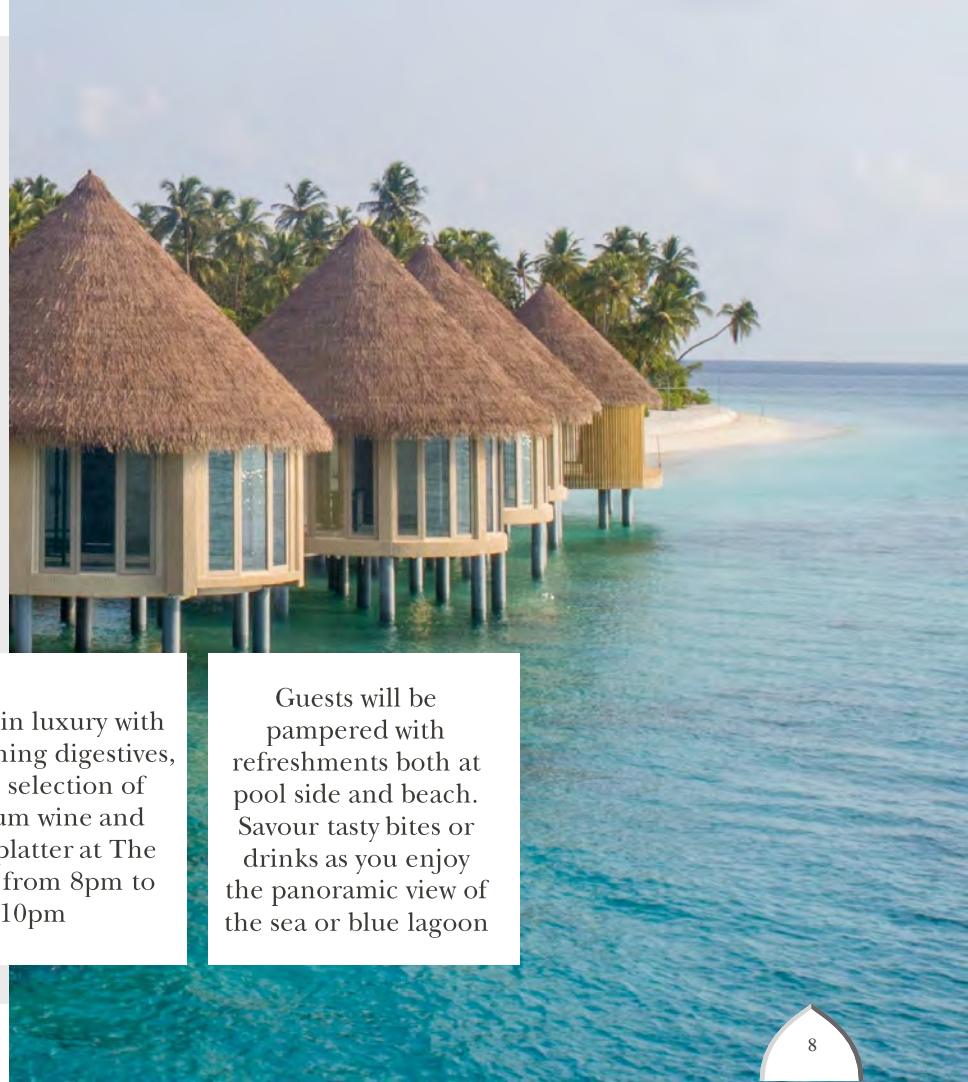 in luxury with
digestives,
selection of
wine and
platter at The
from 8pm to
10pm
Guests will be
pampered with
refreshments both at
pool side and beach.
Savour tasty bites or
drinks as you enjoy
the panoramic view of
the sea or blue lagoon
8